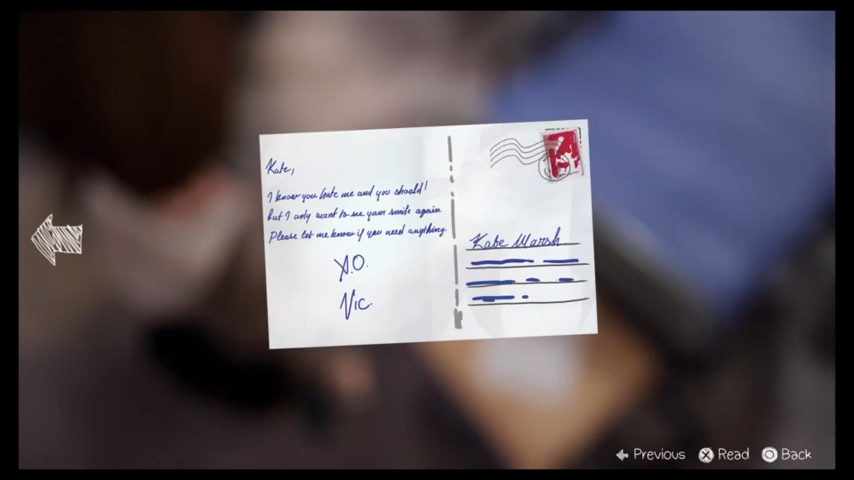 Kate,
I know you hate me and you should!
but I only want to see your smile again.
Please let me know if you need anything.
X.O.
Vic.
Kate Marsh
Previous
Read
Back